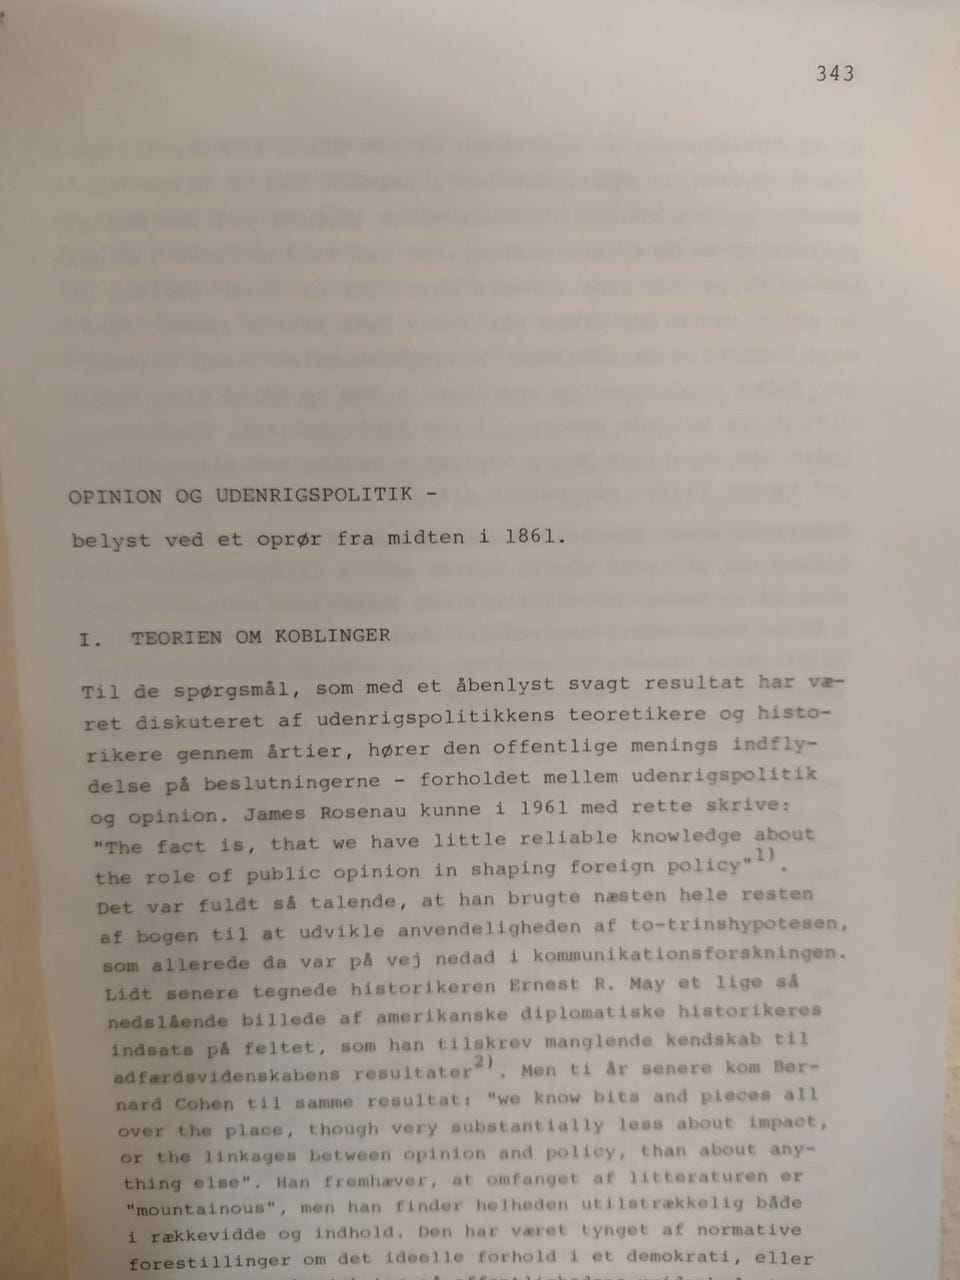 343
OPINION OG UDENRIGSPOLITIK –
belyst ved et oprør fra midten i 1861.
I. TEORIEN OM KOBLINGER
Til de spørgsmål, som med et åbenlyst svagt resultat har væ-
ret diskuteret af udenrigspolitikkens teoretikere og histo-
rikere gennem årtier, hører den offentlige menings indfly-
delse på beslutningerne – forholdet mellem udenrigspolitik
og opinion. James Rosenau kunne i 1961 med rette skrive:
"The fact is, that we have little reliable knowledge about
the role of public opinion in shaping foreign policy"1).
Det var fuldt så talende, at han brugte næsten hele resten
af bogen til at udvikle anvendeligheden af to-trinshypotesen,
som allerede da var på vej nedad i kommunikationsforskningen.
Lidt senere tegnede historikeren Ernest R. May et lige så
nedslående billede af amerikanske diplomatiske historikeres
indsats på feltet, som han tilskrev manglende kendskab til
adfærdsvidenskabens resultater2). Men ti år senere kom Ber-
nard Cohen til samme resultat: "we know bits and pieces all
over the place, though very substantially less about impact,
or the linkages between opinion and policy, than about any-
thing else". Han fremhæver, at omfanget af litteraturen er
"mountainous", men han finder helheden utilstrækkelig både
i rækkevidde og indhold. Den har været tynget af normative
forestillinger om det ideelle forhold i et demokrati, eller